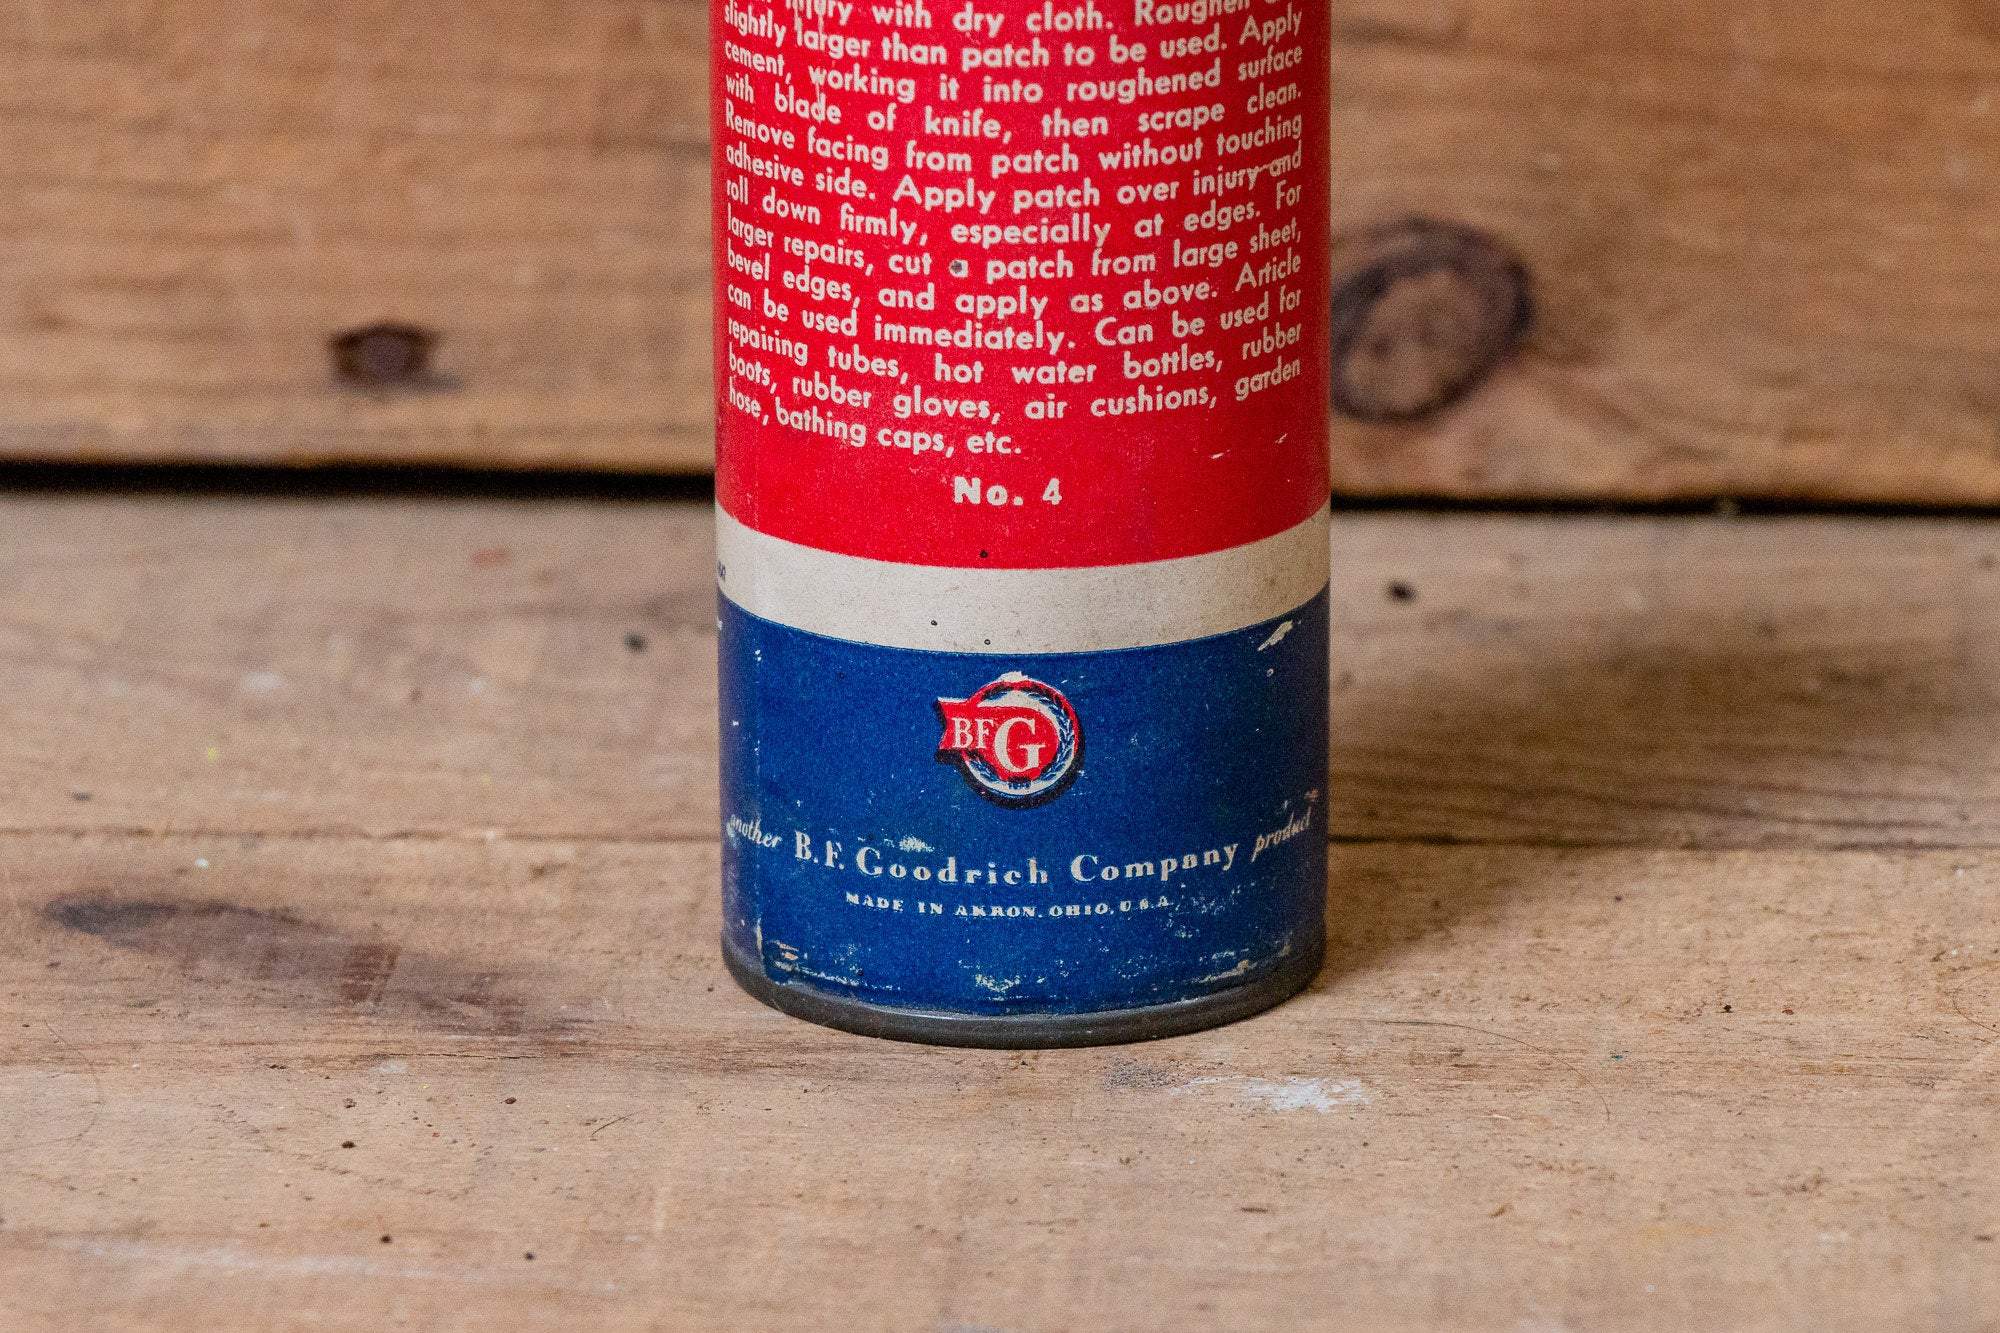 with dry cloth. Roughen
slightly larger than patch to be used. Apply
cement, working it into roughened surface
with blade of knife, then scrape clean.
Remove facing from patch without touching
adhesive side. Apply patch over injury and
roll down firmly, especially at edges. For
larger repairs, cut a patch from large sheet,
bevel edges, and apply as above. Article
can be used immediately. Can be used for
repairing tubes, hot water bottles, rubber
boots, rubber gloves, air cushions, garden
hose, bathing caps, etc.
No. 4
BFG
another B.F. Goodrich Company product
MADE IN AKRON, OHIO, U.S.A.